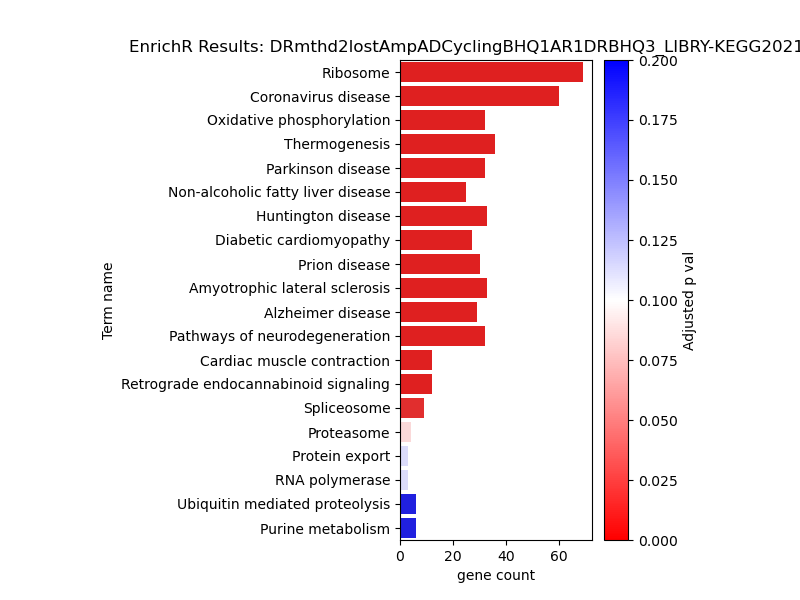 EnrichR Results: DRmthd2lostAmpADCyclingBHQ1AR1DRBHQ3_LIBRY-KEGG2021
Term name
Ribosome
Coronavirus disease
Oxidative phosphorylation
Thermogenesis
Parkinson disease
Non-alcoholic fatty liver disease
Huntington disease
Diabetic cardiomyopathy
Prion disease
Amyotrophic lateral sclerosis
Alzheimer disease
Pathways of neurodegeneration
Cardiac muscle contraction
Retrograde endocannabinoid signaling
Spliceosome
Proteasome
Protein export
RNA polymerase
Ubiquitin mediated proteolysis
Purine metabolism
0 20 40 60
gene count
0.200
0.175
0.150
0.125
0.100
0.075
0.050
0.025
0.000
Adjusted p val